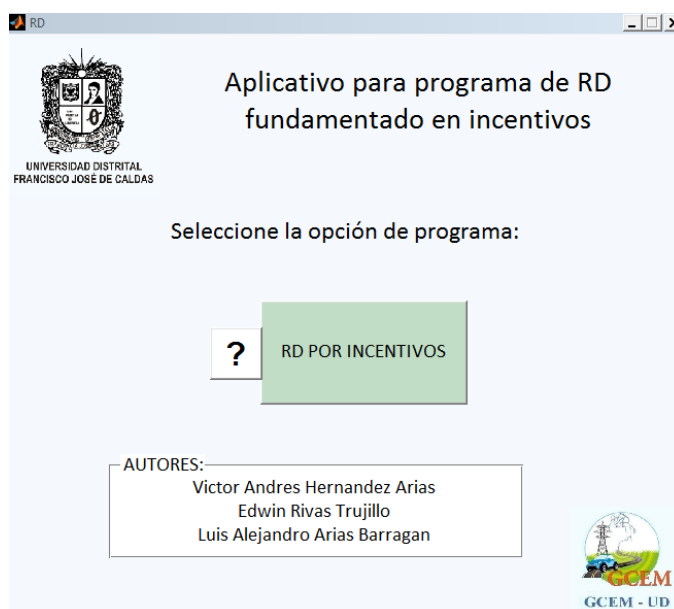 RD
Aplicativo para programa de RD
fundamentado en incentivos
UNIVERSIDAD DISTRITAL
FRANCISCO JOSÉ DE CALDAS
Seleccione la opción de programa:
?
RD POR INCENTIVOS
AUTORES:
Victor Andres Hernandez Arias
Edwin Rivas Trujillo
Luis Alejandro Arias Barragan
GCEM
GCEM - UD